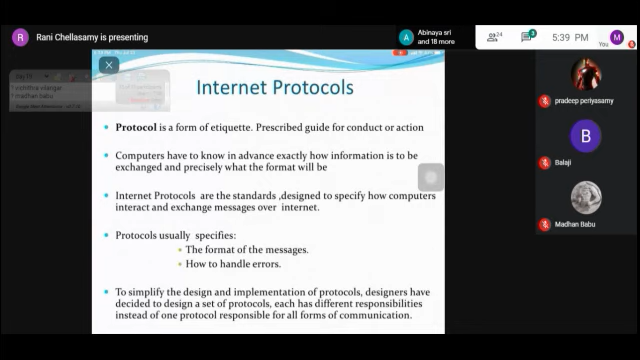 R Rani Chellasamy is presenting
A Abinaya sri
and 18 more
24
3
5:39 PM
You
M
Internet Protocols
• Protocol is a form of etiquette. Prescribed guide for conduct or action
• Computers have to know in advance exactly how information is to be
exchanged and precisely what the format will be
• Internet Protocols are the standards ,designed to specify how computers
interact and exchange messages over internet.
• Protocols usually specifies:
• The format of the messages.
• How to handle errors.
• To simplify the design and implementation of protocols, designers have
decided to design a set of protocols, each has different responsibilities
instead of one protocol responsible for all forms of communication.
pradeep periyasamy
B
Balaji
Madhan Babu